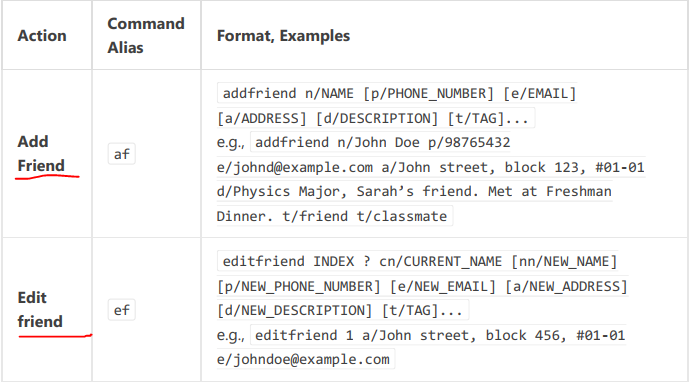 Action
Command
Alias
Format, Examples
Add
Friend
af
addfriend n/NAME [p/PHONE_NUMBER] [e/EMAIL]
[a/ADDRESS] [d/DESCRIPTION] [t/TAG]...
e.g., addfriend n/John Doe p/98765432
e/johnd@example.com a/John street, block 123, #01-01
d/Physics Major, Sarah’s friend. Met at Freshman
Dinner. t/friend t/classmate
Edit
friend
ef
editfriend INDEX ? cn/CURRENT_NAME [nn/NEW_NAME]
[p/NEW_PHONE_NUMBER] [e/NEW_EMAIL] [a/NEW_ADDRESS]
[d/NEW_DESCRIPTION] [t/TAG]...
e.g., editfriend 1 a/John street, block 456, #01-01
e/johndoe@example.com